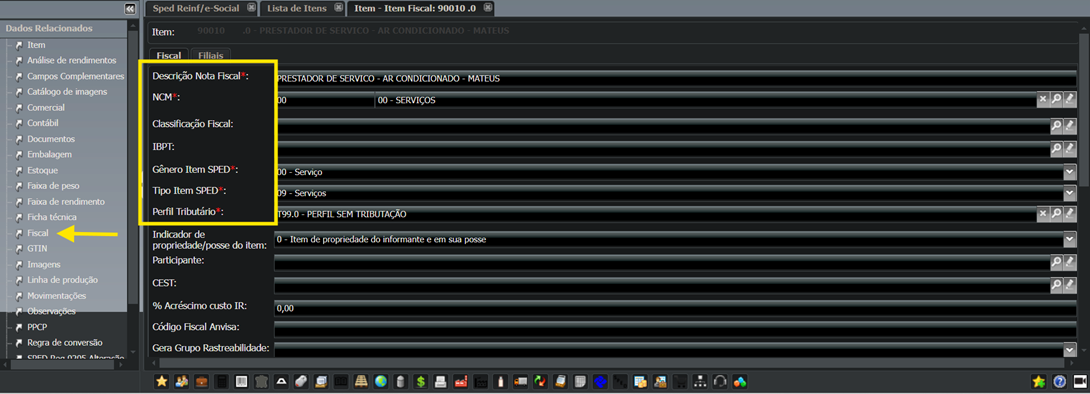 Sped Reinf/e-Social
Lista de Itens
Item - Item Fiscal: 90010 .0
Dados Relacionados
Item
Análise de rendimentos
Campos Complementares
Catálogo de imagens
Comercial
Contábil
Documentos
Embalagem
Estoque
Faixa de peso
Faixa de rendimento
Ficha técnica
Fiscal
GTIN
Imagens
Linha de produção
Movimentações
Observações
PPCP
Regra de conversão
SPED Reg 0205 Alteração
Item: 90010 .0 - PRESTADOR DE SERVICO - AR CONDICIONADO - MATEUS
Fiscal
Filiais
Descrição Nota Fiscal*: PRESTADOR DE SERVICO - AR CONDICIONADO - MATEUS
NCM*: 00 00 - SERVIÇOS
Classificação Fiscal:
IBPT:
Gênero Item SPED*: 00 - Serviço
Tipo Item SPED*: 09 - Serviços
Perfil Tributário*: T99.0 - PERFIL SEM TRIBUTAÇÃO
Indicador de
propriedade/posse do item: 0 - Item de propriedade do informante e em sua posse
Participante:
CEST:
% Acréscimo custo IR: 0,00
Código Fiscal Anvisa:
Gera Grupo Rastreabilidade: